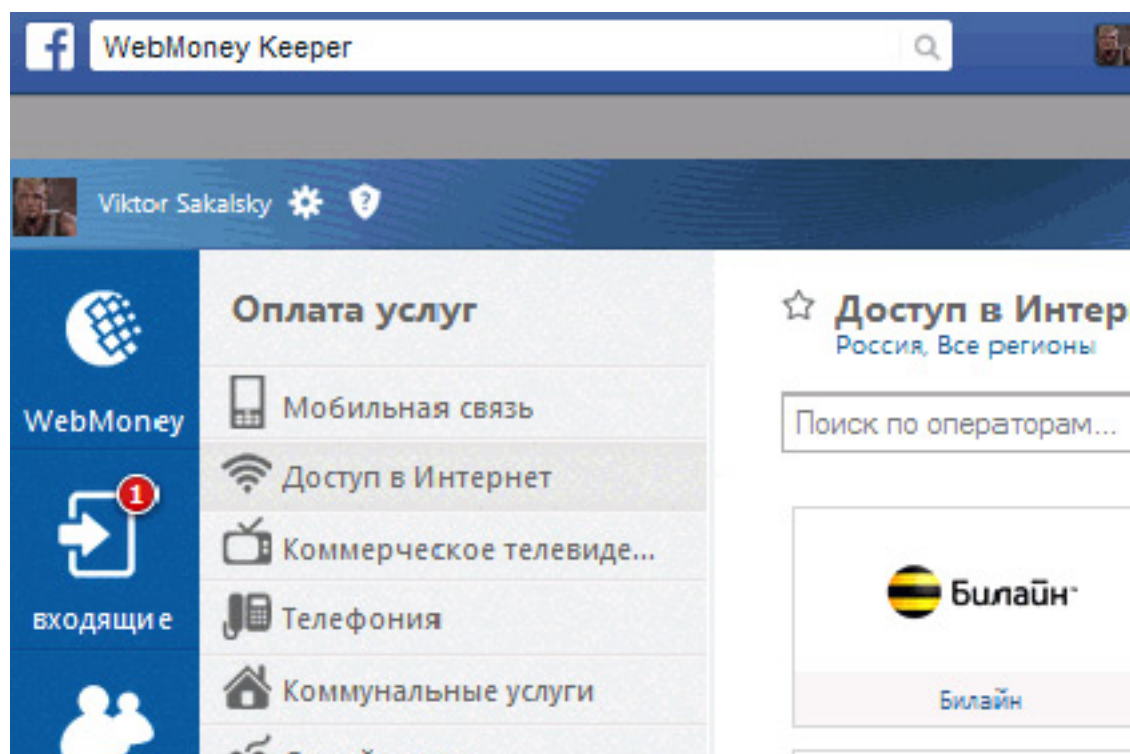 WebMoney Keeper
Viktor Sakalsky
WebMoney
1
входящие
Оплата услуг
Мобильная связь
Доступ в Интернет
Коммерческое телевиде...
Телефония
Коммунальные услуги
Доступ в Интер
Россия, Все регионы
Поиск по операторам...
Билайн
Билайн